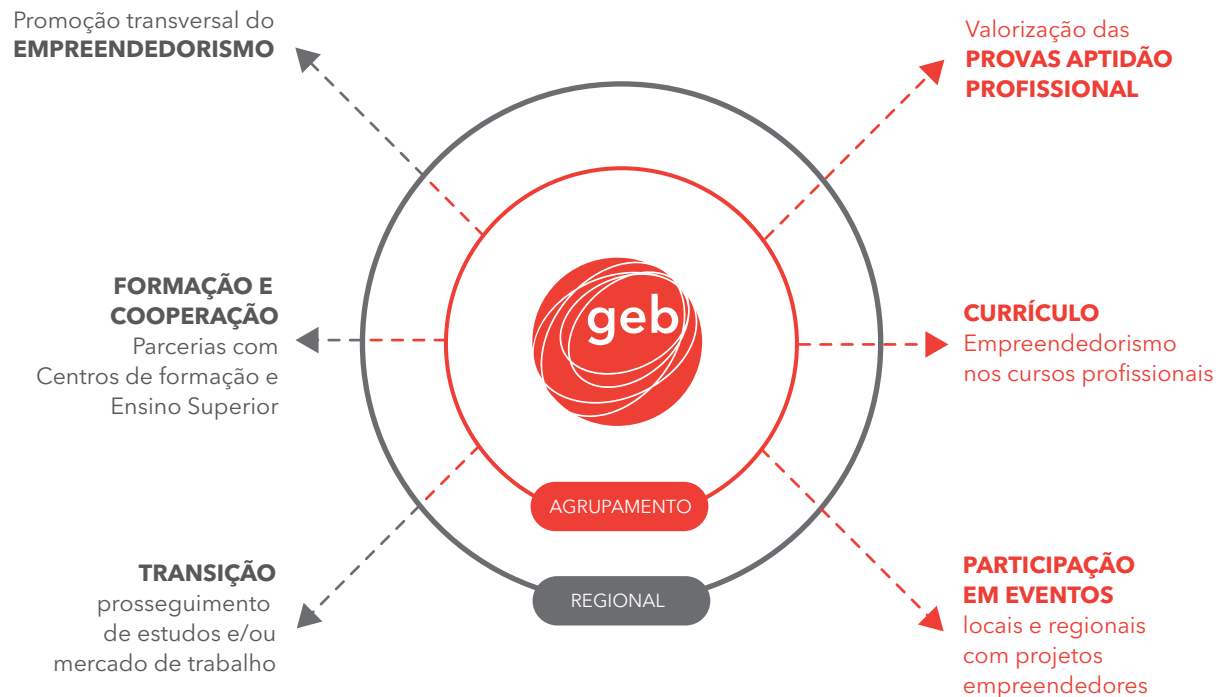 Promoção transversal do
EMPREENDEDORISMO
Valorização das
PROVAS APTIDÃO
PROFISSIONAL
FORMAÇÃO E
COOPERAÇÃO
Parcerias com
Centros de formação e
Ensino Superior
geb
CURRÍCULO
Empreendedorismo
nos cursos profissionais
AGRUPAMENTO
REGIONAL
TRANSIÇÃO
prosseguimento
de estudos e/ou
mercado de trabalho
PARTICIPAÇÃO
EM EVENTOS
locais e regionais
com projetos
empreendedores